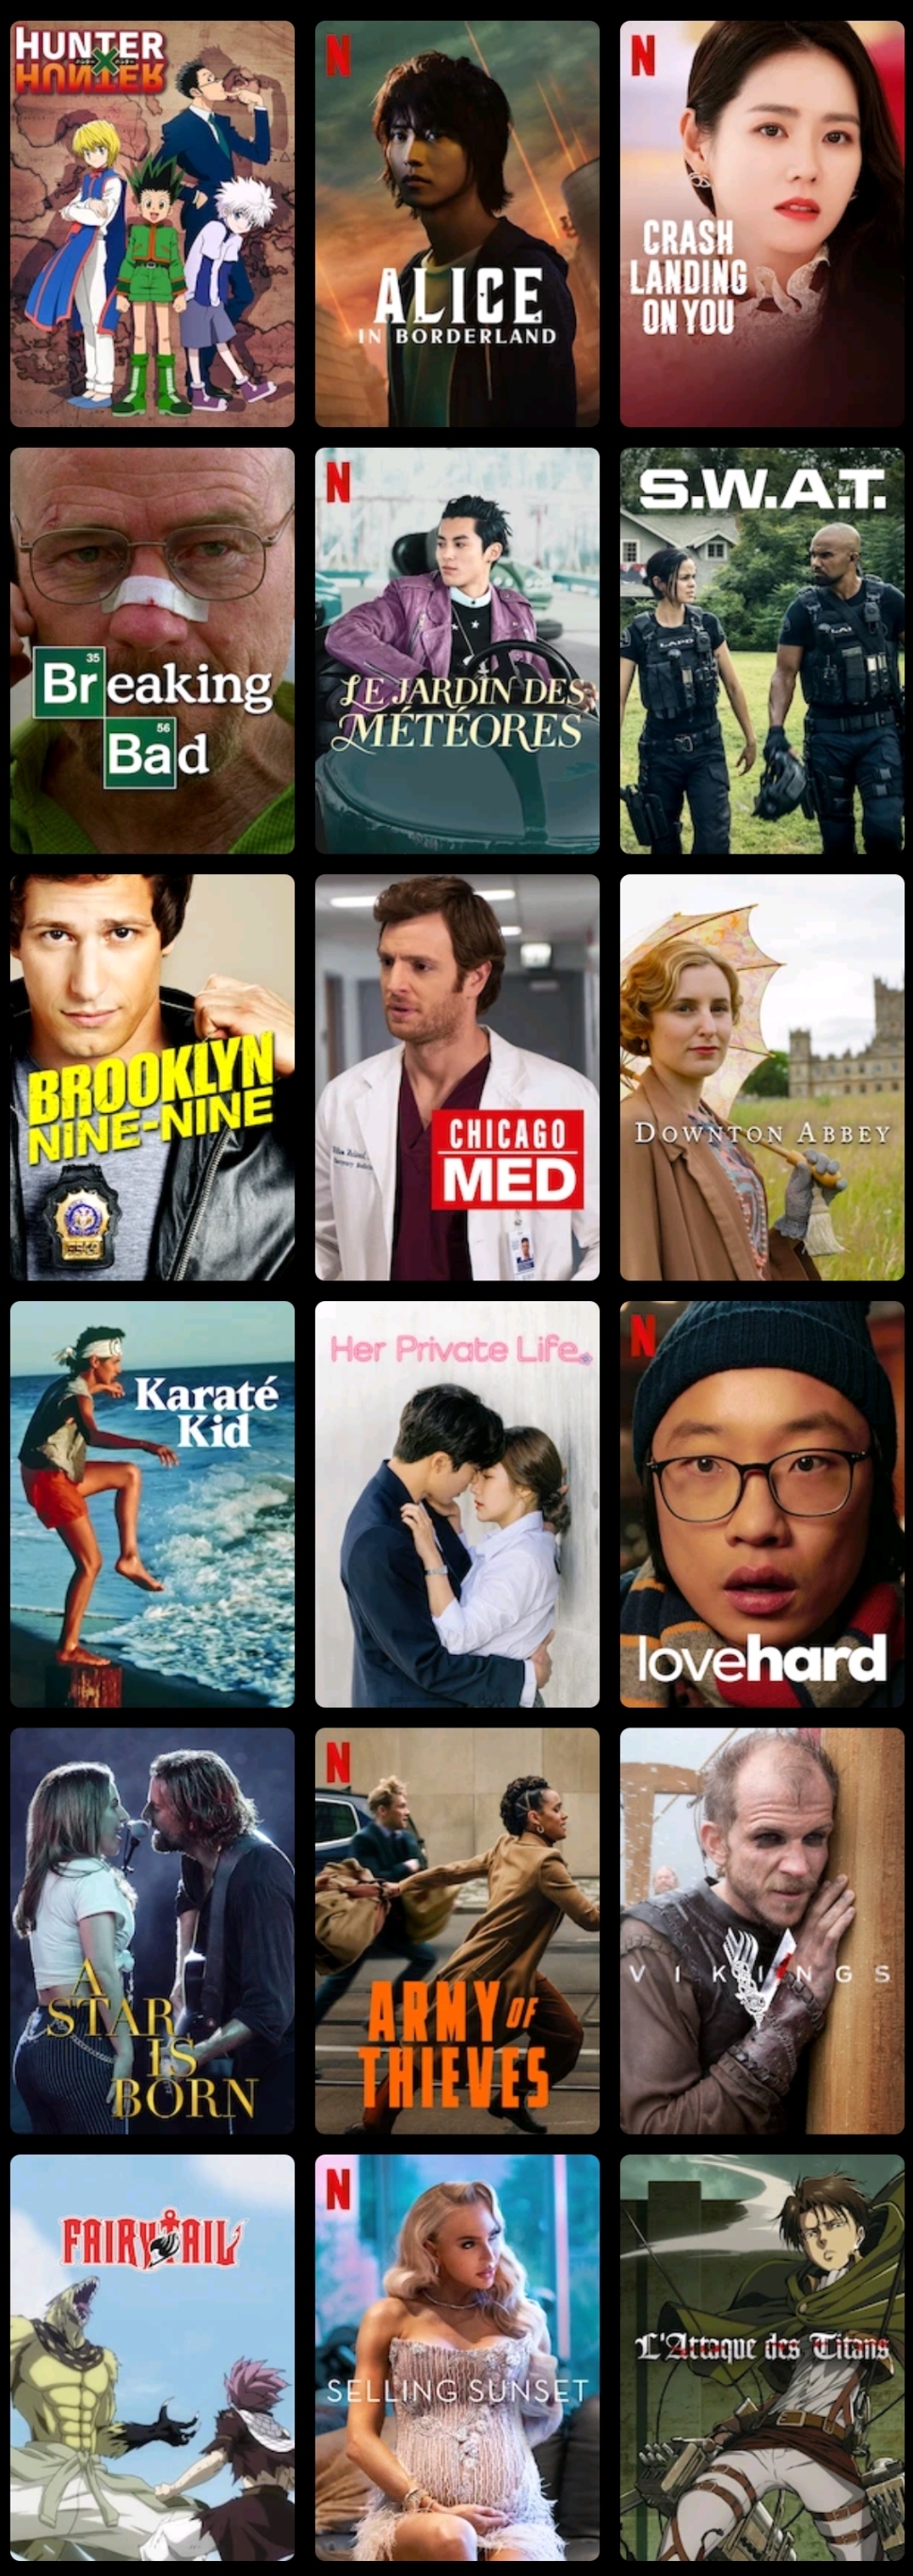 HUNTER
HUNTER
N
ALICE
IN BORDERLAND
N
CRASH
LANDING
ON YOU
35
Breaking
56
Bad
N
LE JARDIN DES
MÉTÉORES
S.W.A.T.
LAPD
BROOKLYN
NINE-NINE
CHICAGO
MED
DOWNTON ABBEY
Karaté
Kid
Her Private Life
N
lovehard
A
STAR
IS
BORN
N
ARMY OF
THIEVES
VIKINGS
FAIRY TAIL
N
SELLING SUNSET
L'Attaque des Titans